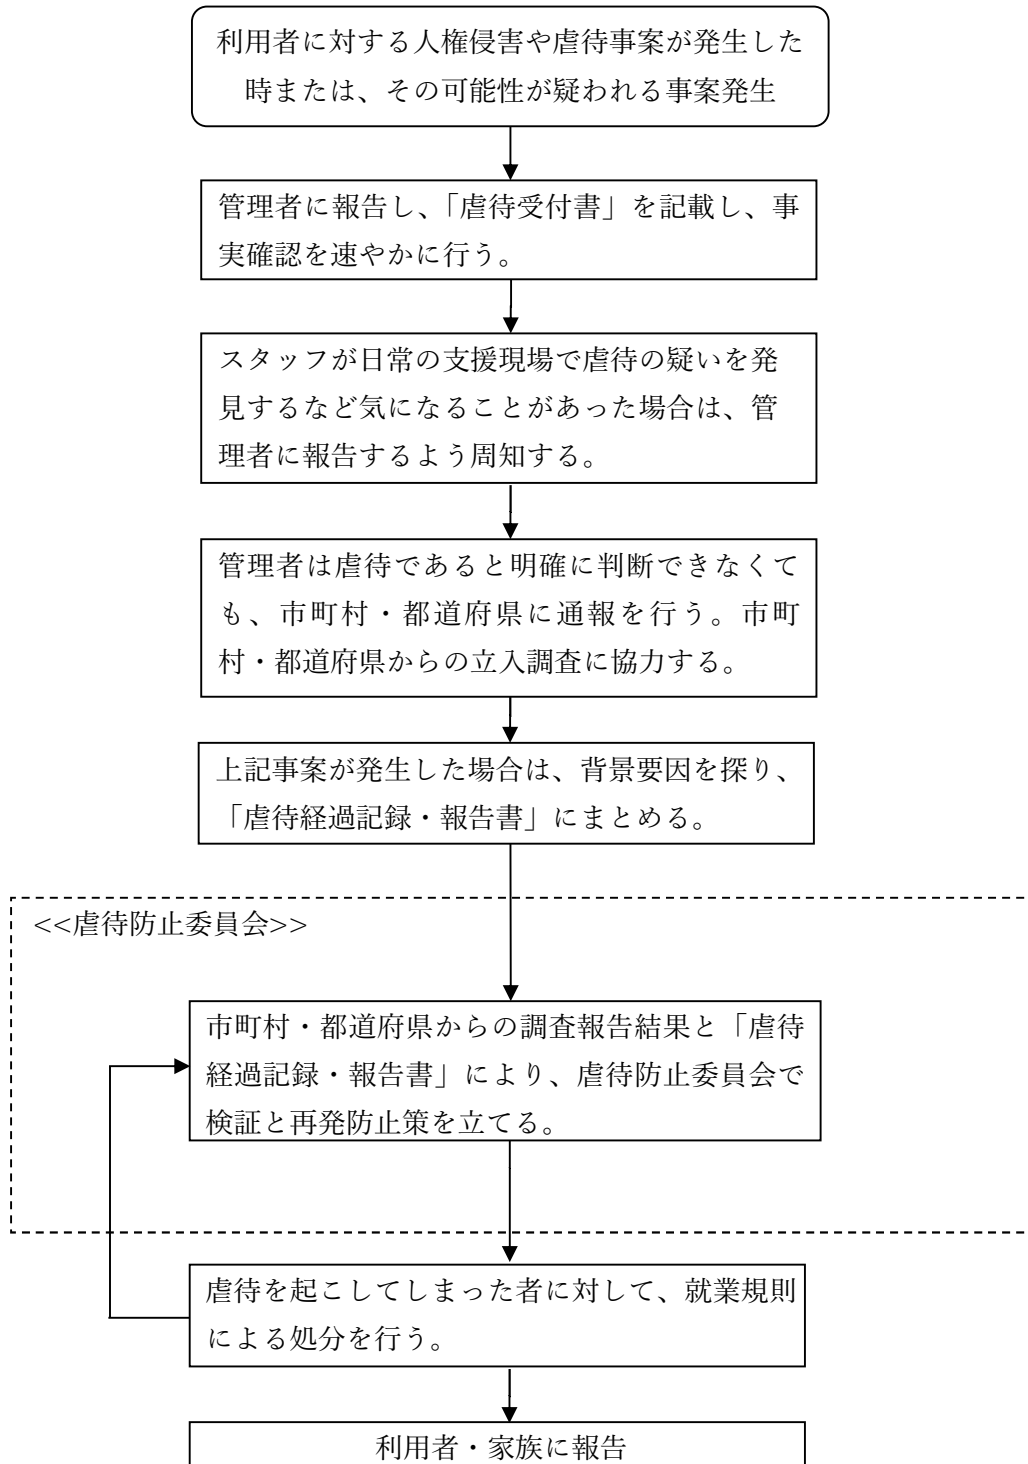 利用者に対する人権侵害や虐待事案が発生した
時または、その可能性が疑われる事案発生
管理者に報告し、「虐待受付書」を記載し、事
実確認を速やかに行う。
スタッフが日常の支援現場で虐待の疑いを発
見するなど気になることがあった場合は、管
理者に報告するよう周知する。
管理者は虐待であると明確に判断できなくて
も、市町村・都道府県に通報を行う。市町
村・都道府県からの立入調査に協力する。
上記事案が発生した場合は、背景要因を探り、
「虐待経過記録・報告書」にまとめる。
<<虐待防止委員会>>
市町村・都道府県からの調査報告結果と「虐待
経過記録・報告書」により、虐待防止委員会で
検証と再発防止策を立てる。
虐待を起こしてしまった者に対して、就業規則
による処分を行う。
利用者・家族に報告